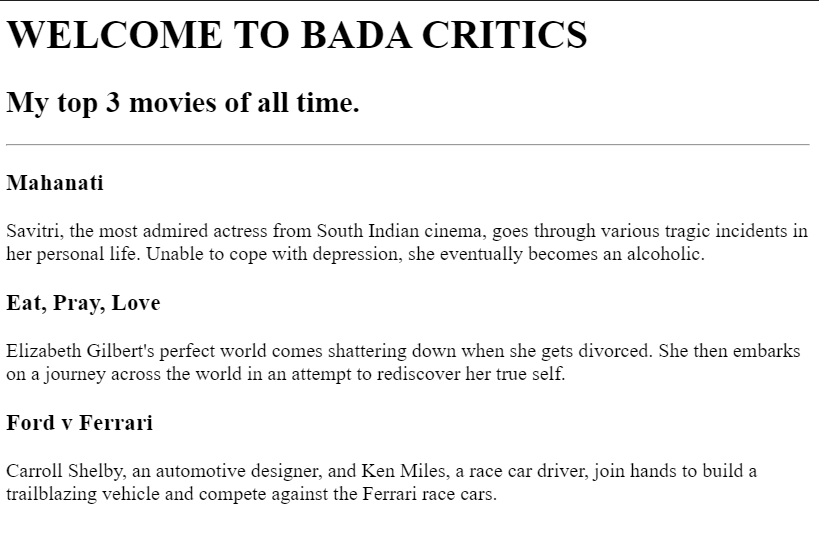 WELCOME TO BADA CRITICS
My top 3 movies of all time.
Mahanati
Savitri, the most admired actress from South Indian cinema, goes through various tragic incidents in
her personal life. Unable to cope with depression, she eventually becomes an alcoholic.
Eat, Pray, Love
Elizabeth Gilbert's perfect world comes shattering down when she gets divorced. She then embarks
on a journey across the world in an attempt to rediscover her true self.
Ford v Ferrari
Carroll Shelby, an automotive designer, and Ken Miles, a race car driver, join hands to build a
trailblazing vehicle and compete against the Ferrari race cars.